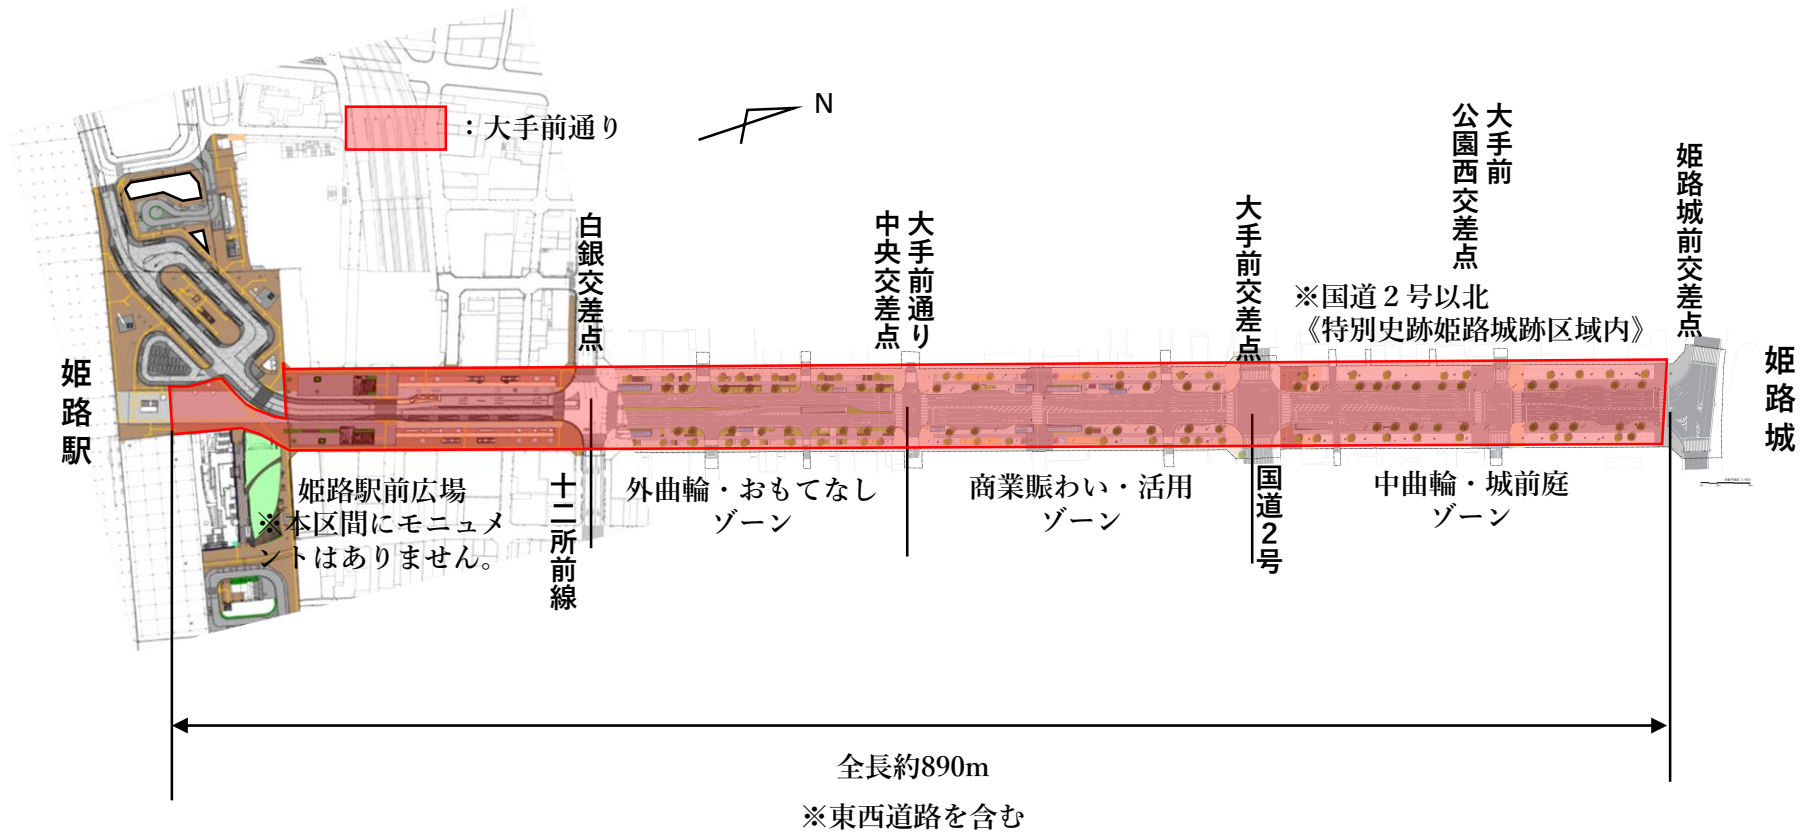 ：大手前通り
N
白銀交差点
大手前通り
中央交差点
大手前交差点
大手前
公園西交差点
姫路城前交差点
※国道２号以北
《特別史跡姫路城跡区域内》
姫路駅
姫路城
姫路駅前広場
※本区間にモニュメ
ントはありません。
十二所前線
外曲輪・おもてなし
ゾーン
商業賑わい・活用
ゾーン
国道２号
中曲輪・城前庭
ゾーン
全長約890m
※東西道路を含む